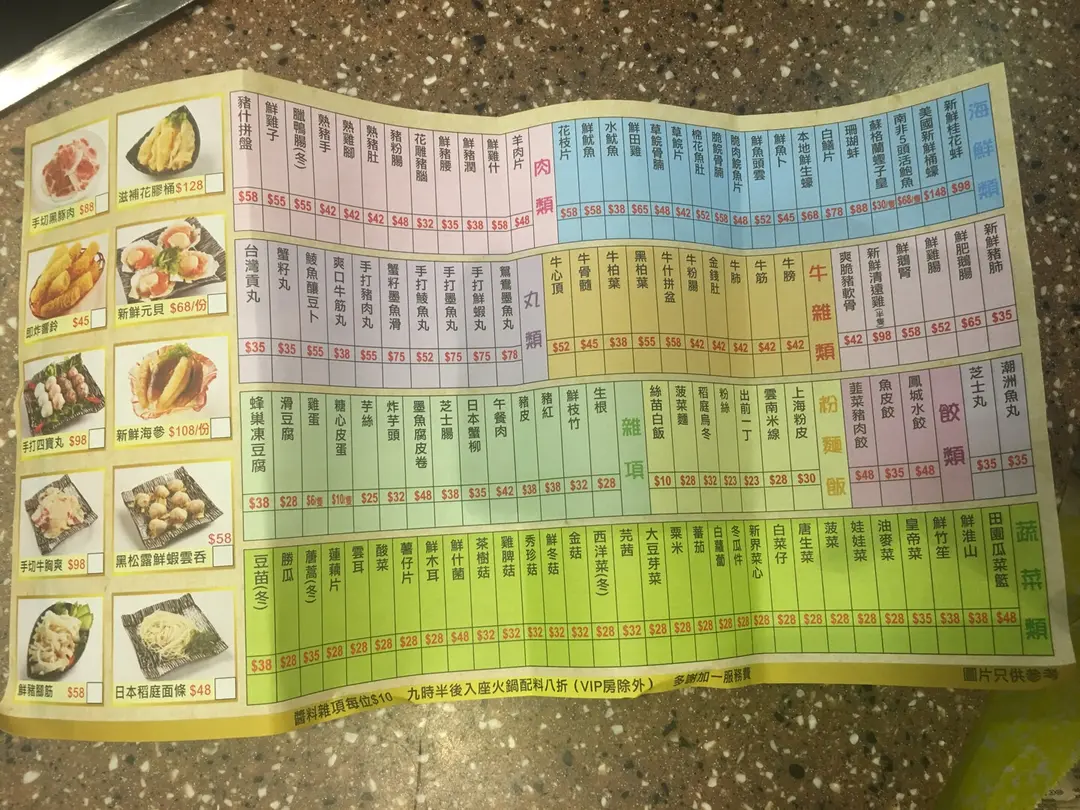 手切黑豚肉 $88
滋補花膠桶 $128
即炸響鈴 $45
新鮮元貝 $68/份
手打四寶丸 $98
新鮮海參 $108/份
手切牛胸爽 $98
黑松露鮮蝦雲吞 $58
鮮豬腳筋 $58
日本稻庭面條 $48
海鮮類
新鮮桂花蚌 $98
美國新鮮桶蠔 $148
南非5頭活鮑魚 $68/隻
蘇格蘭蟶子皇 $30/隻
珊瑚蚌 $88
白鱔片 $78
本地鮮生蠔 $68
鮮魚卜 $45
鮮魚頭雲 $52
脆肉鯇魚片 $48
脆鯇骨腩 $58
棉花魚肚 $52
草鯇片 $42
草鯇骨腩 $48
鮮田雞 $65
水魷魚 $38
鮮魷魚 $58
花枝片 $58
肉類
羊肉片 $48
鮮雞什 $58
鮮豬潤 $38
鮮豬腰 $35
花雕豬腦 $32
豬粉腸 $48
熟豬肚 $42
熟雞腳 $42
熟豬手 $42
臘鴨腸(冬) $55
鮮雞子 $55
豬什拼盤 $58
新鮮豬肺 $35
鮮肥鵝腸 $65
鮮雞腸 $52
鮮鵝腎 $58
新鮮清遠雞(半隻) $98
爽脆豬軟骨 $42
牛雜類
牛膀 $42
牛筋 $42
牛肺 $42
金錢肚 $42
牛粉腸 $42
牛什拼盆 $58
黑柏葉 $55
牛柏葉 $38
牛骨髓 $45
牛心頂 $52
丸類
鴛鴦墨魚丸 $78
手打鮮蝦丸 $75
手打墨魚丸 $75
手打鯪魚丸 $52
蟹籽墨魚滑 $75
手打豬肉丸 $55
爽口牛筋丸 $38
鯪魚釀豆卜 $55
蟹籽丸 $35
台灣貢丸 $35
潮洲魚丸 $35
芝士丸 $35
餃類
鳳城水餃 $48
魚皮餃 $35
韮菜豬肉餃 $48
粉麵飯
上海粉皮 $30
雲南米線 $28
出前一丁 $23
粉絲 $23
稻庭烏冬 $32
菠菜麵 $28
絲苗白飯 $10
雜項
生根 $28
鮮枝竹 $32
豬紅 $38
豬皮 $38
午餐肉 $42
日本蟹柳 $35
芝士腸 $38
墨魚腐皮卷 $48
炸芋頭 $32
芋絲 $25
糖心皮蛋 $10/隻
雞蛋 $6/隻
滑豆腐 $28
蜂巢凍豆腐 $38
蔬菜類
田園瓜菜籃 $48
鮮淮山 $38
鮮竹笙 $38
皇帝菜 $35
油麥菜 $28
娃娃菜 $28
菠菜 $28
唐生菜 $28
白菜仔 $28
新界菜心 $28
冬瓜件 $28
白蘿蔔 $28
蕃茄 $28
粟米 $28
大豆芽菜 $28
芫茜 $32
西洋菜(冬) $28
金菇 $32
鮮冬菇 $32
秀珍菇 $32
雞脾菇 $32
茶樹菇 $32
鮮什菌 $48
鮮木耳 $28
薯仔片 $28
酸菜 $28
雲耳 $28
蓮藕片 $28
茼蒿(冬) $35
勝瓜 $28
豆苗(冬) $38
醬料雜項每位$10 九時半後入座火鍋配料八折(VIP房除外) 多謝加一服務費
圖片只供參考